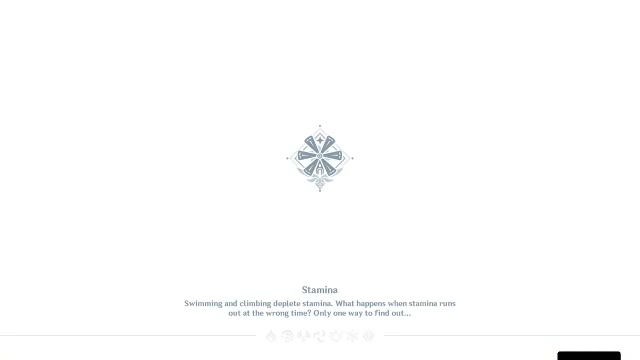 Stamina
Swimming and climbing deplete stamina. What happens when stamina runs
out at the wrong time? Only one way to find out...